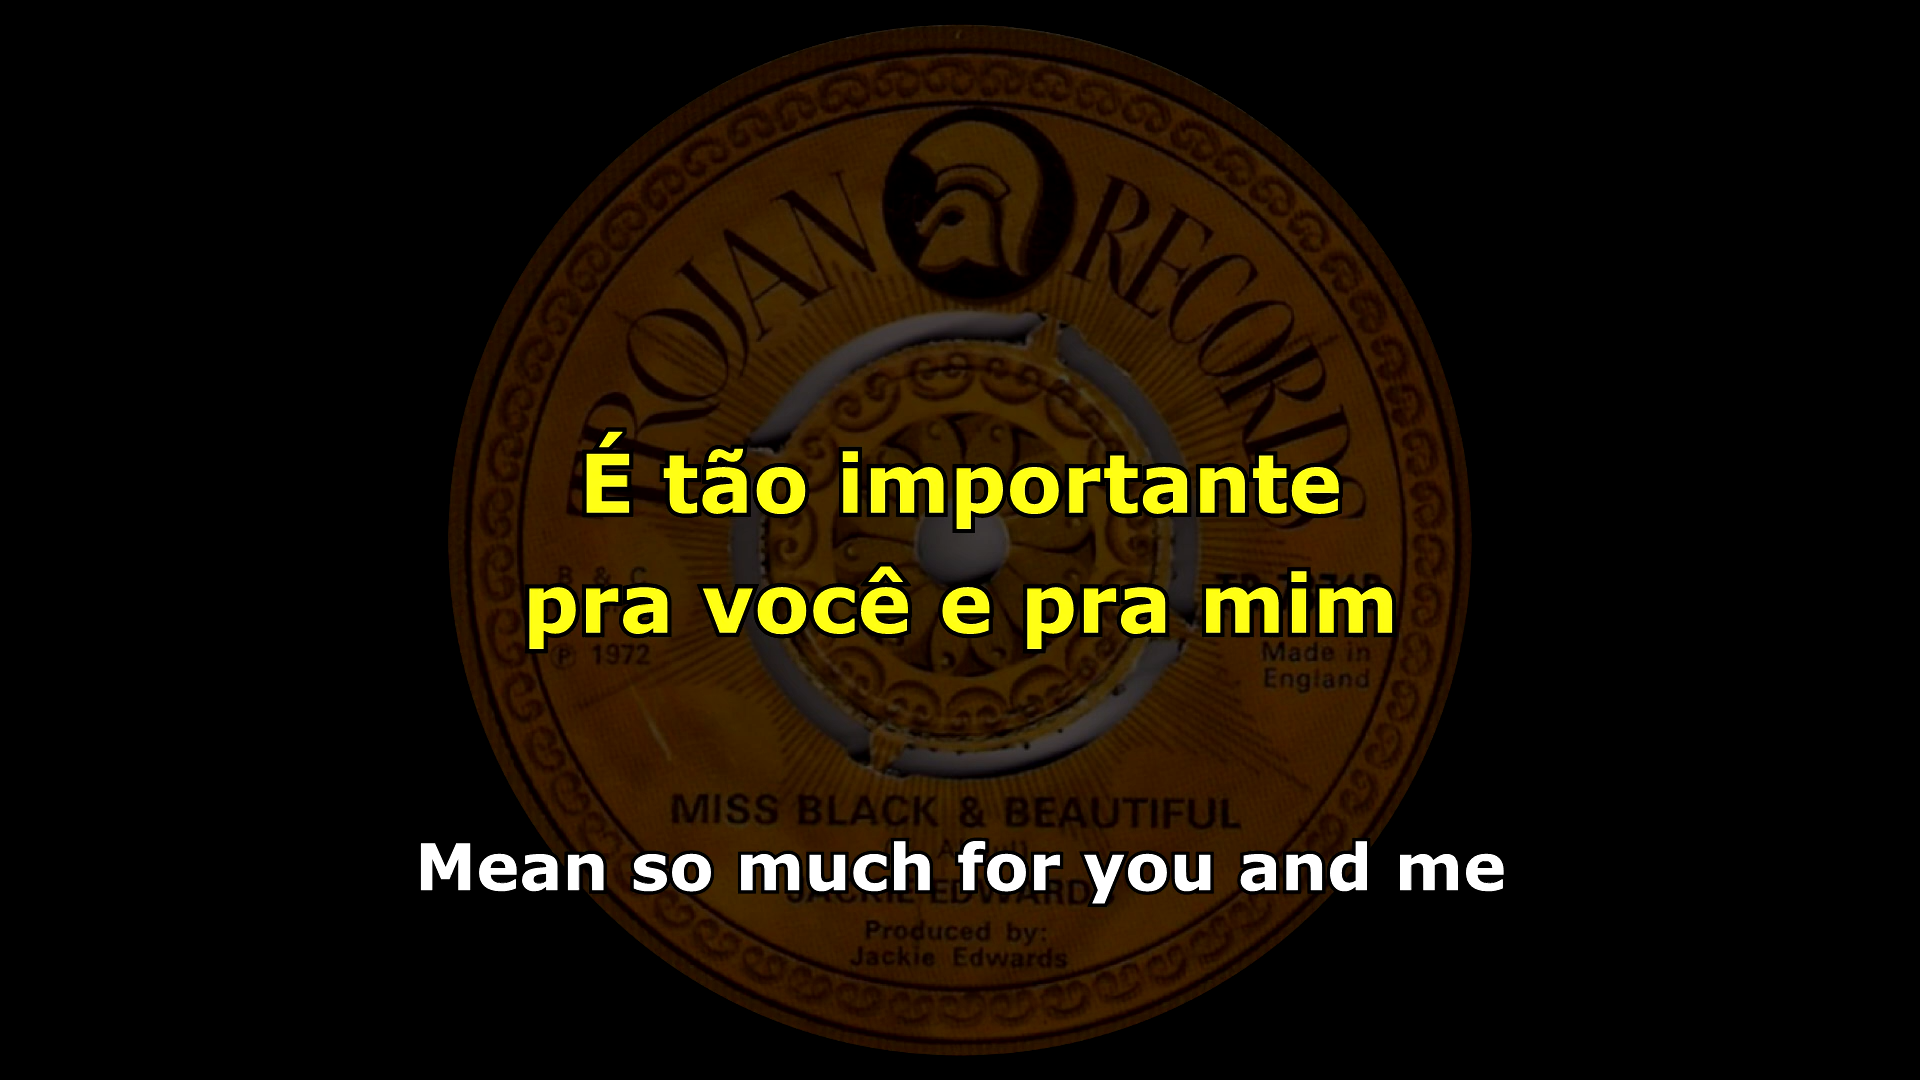 TROJAN RECORDS
É tão importante
pra você e pra mim
B & C
Ⓟ 1972
Made in
England
MISS BLACK & BEAUTIFUL
Mean so much for you and me
JACKIE EDWARDS
Produced by:
Jackie Edwards